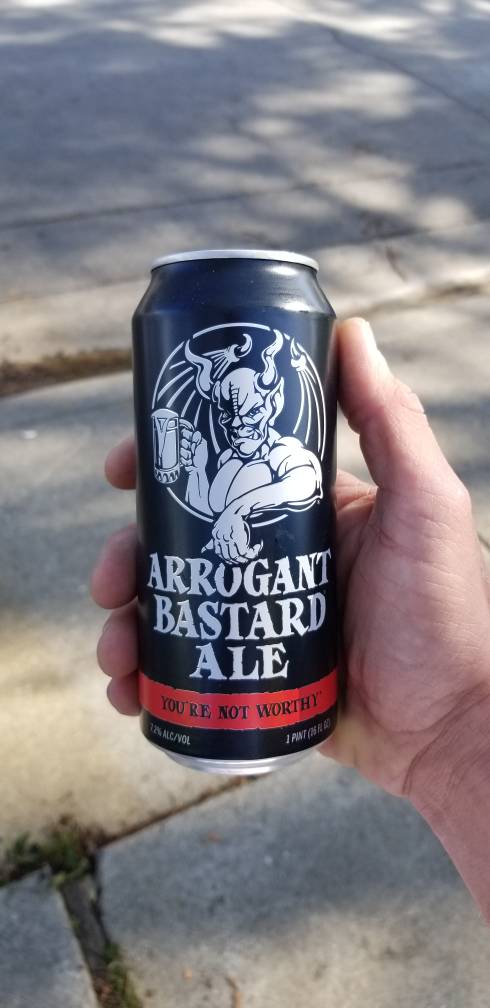 ARROGANT
BASTARD
ALE
YOU'RE NOT WORTHY
7.2% ALC/VOL
1 PINT (16 FL OZ)